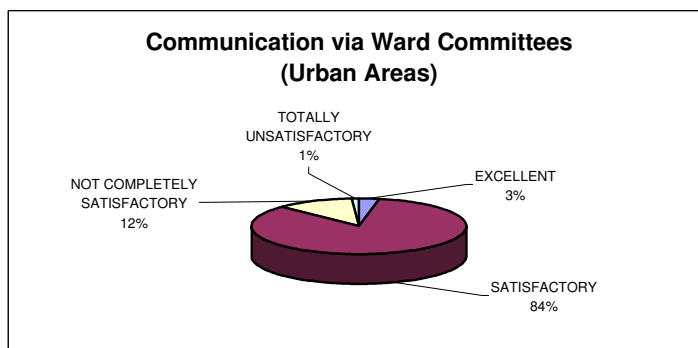 Communication via Ward Committees
(Urban Areas)
TOTALLY
UNSATISFACTORY
1%
EXCELLENT
3%
NOT COMPLETELY
SATISFACTORY
12%
SATISFACTORY
84%